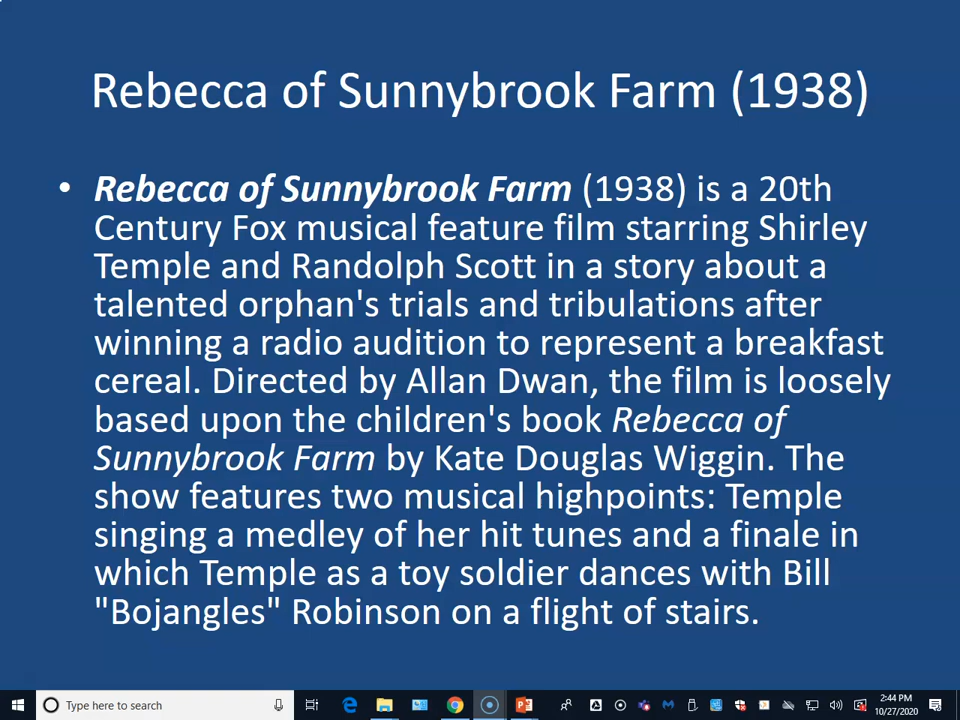 Rebecca of Sunnybrook Farm (1938)
• Rebecca of Sunnybrook Farm (1938) is a 20th
Century Fox musical feature film starring Shirley
Temple and Randolph Scott in a story about a
talented orphan's trials and tribulations after
winning a radio audition to represent a breakfast
cereal. Directed by Allan Dwan, the film is loosely
based upon the children's book Rebecca of
Sunnybrook Farm by Kate Douglas Wiggin. The
show features two musical highpoints: Temple
singing a medley of her hit tunes and a finale in
which Temple as a toy soldier dances with Bill
"Bojangles" Robinson on a flight of stairs.
Type here to search
2:44 PM
10/27/2020